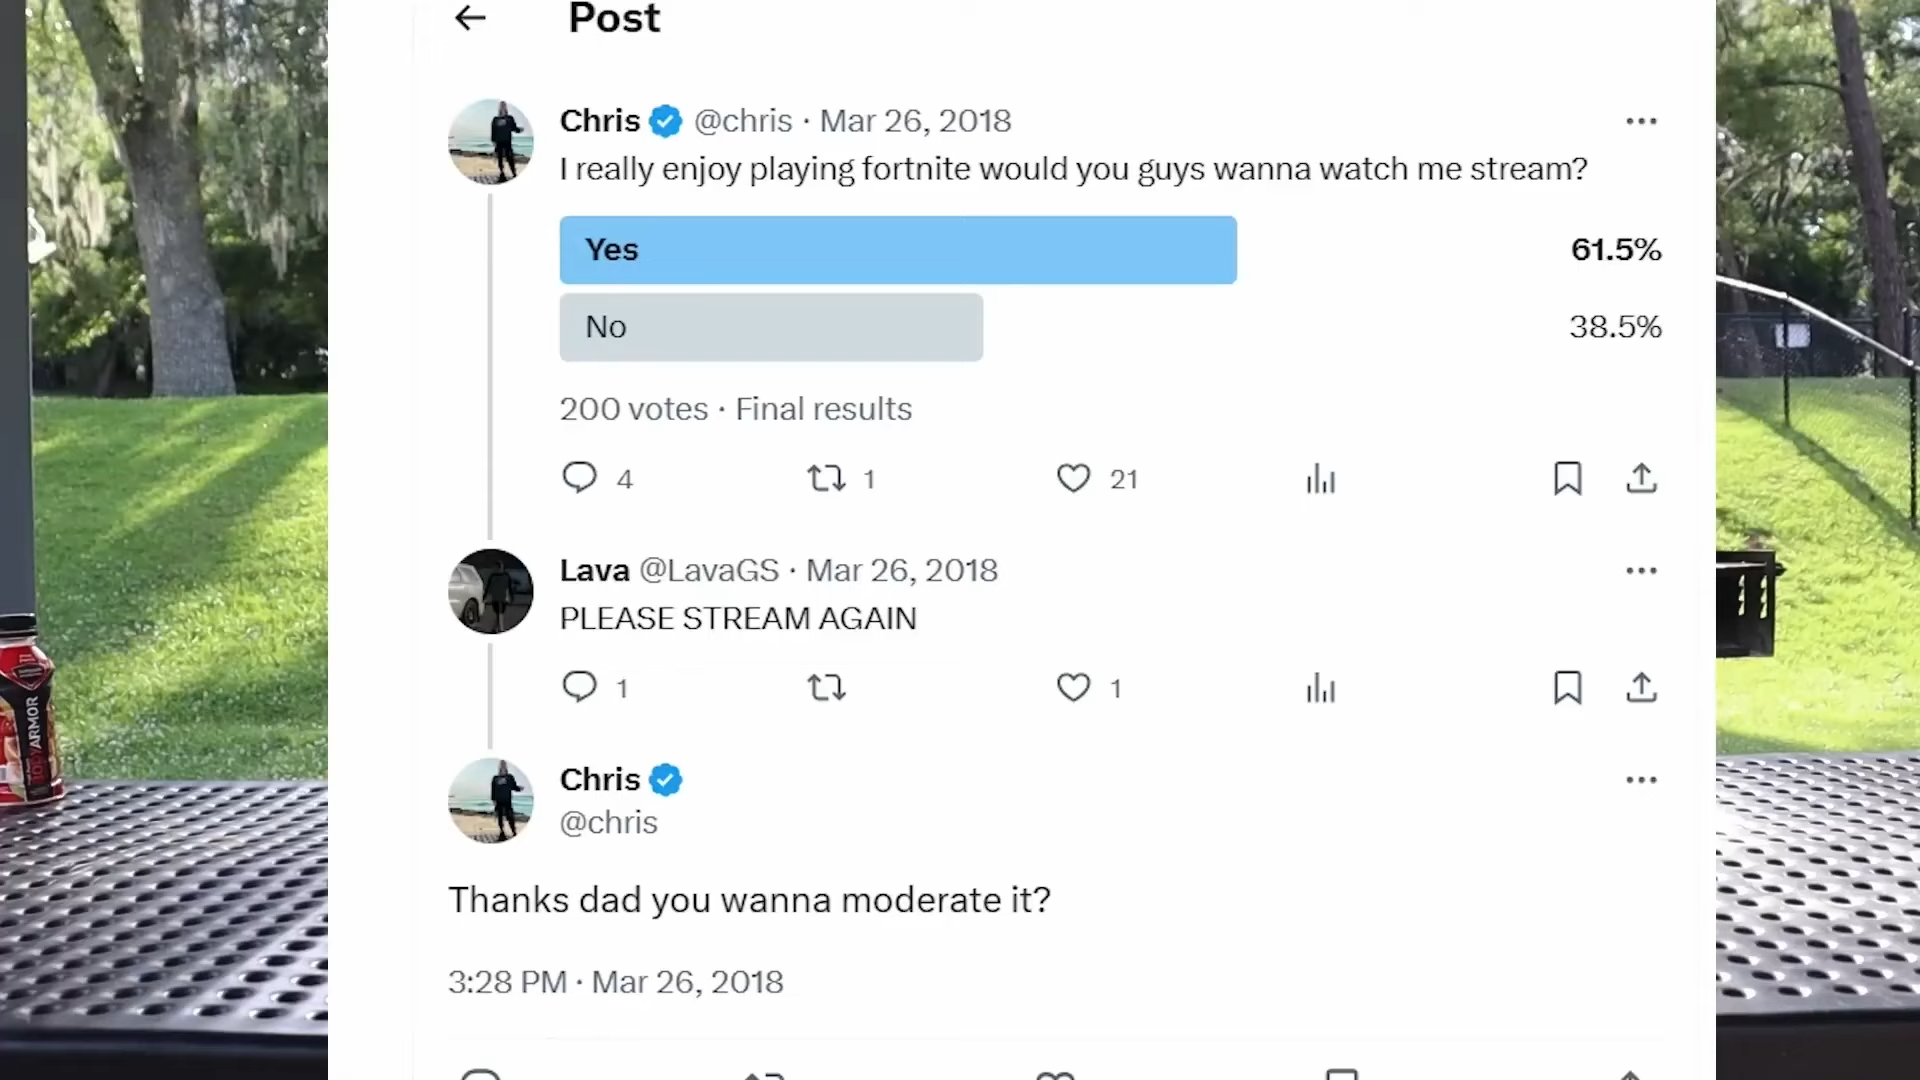 Post
Chris @chris · Mar 26, 2018
I really enjoy playing fortnite would you guys wanna watch me stream?
Yes 61.5%
No 38.5%
200 votes · Final results
4 1 21
Lava @LavaGS · Mar 26, 2018
PLEASE STREAM AGAIN
1 1
Chris
@chris
Thanks dad you wanna moderate it?
3:28 PM · Mar 26, 2018
BODYARMOR